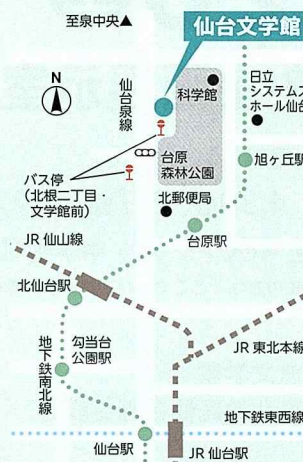 至泉中央▲
仙台文学館
N
仙台泉線
科学館
日立
システムズ
ホール仙台
台原
森林公園
旭ヶ丘駅
バス停
(北根二丁目・
文学館前)
北郵便局
台原駅
JR 仙山線
北仙台駅
地下鉄南北線
勾当台
公園駅
JR 東北本線
地下鉄東西線
仙台駅
JR 仙台駅